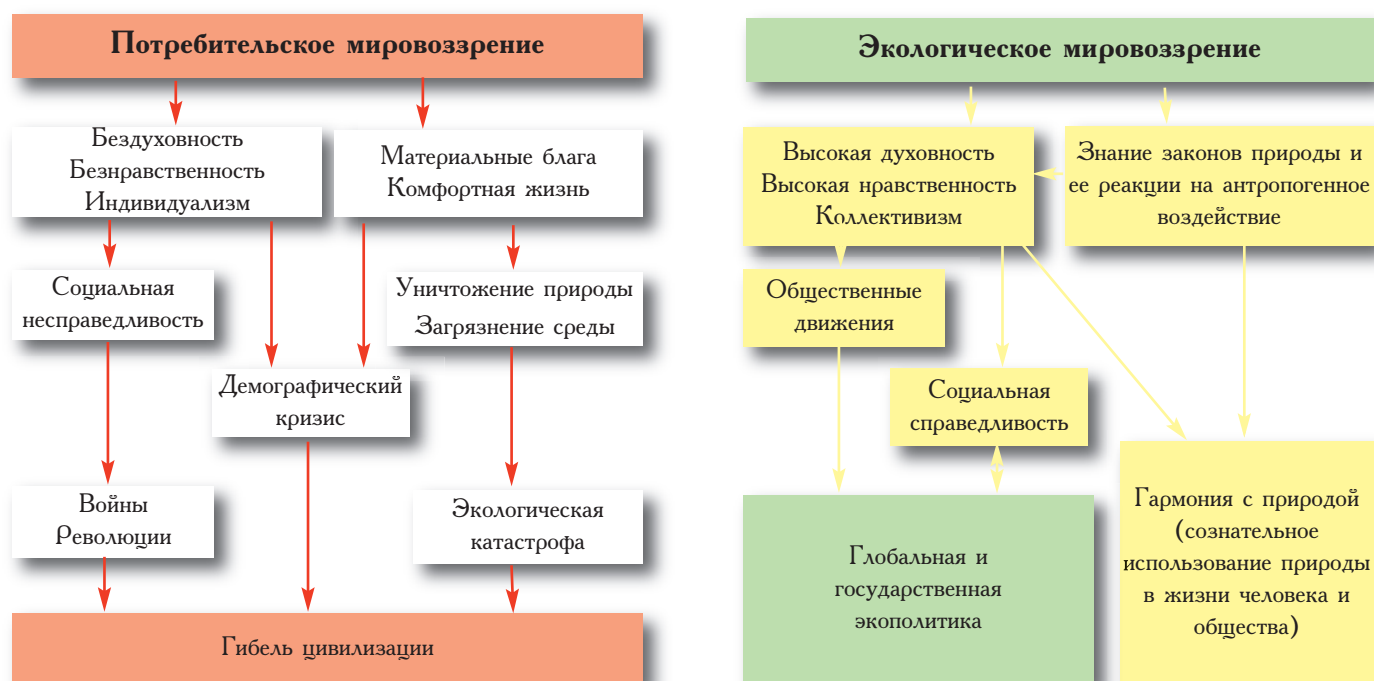 Потребительское мировоззрение
Бездуховность
Безнравственность
Индивидуализм
Материальные блага
Комфортная жизнь
Социальная
несправедливость
Уничтожение природы
Загрязнение среды
Демографический
кризис
Войны
Революции
Экологическая
катастрофа
Гибель цивилизации
Экологическое мировоззрение
Высокая духовность
Высокая нравственность
Коллективизм
Знание законов природы и
ее реакции на антропогенное
воздействие
Общественные
движения
Социальная
справедливость
Глобальная и
государственная
экополитика
Гармония с природой
(сознательное
использование природы
в жизни человека и
общества)